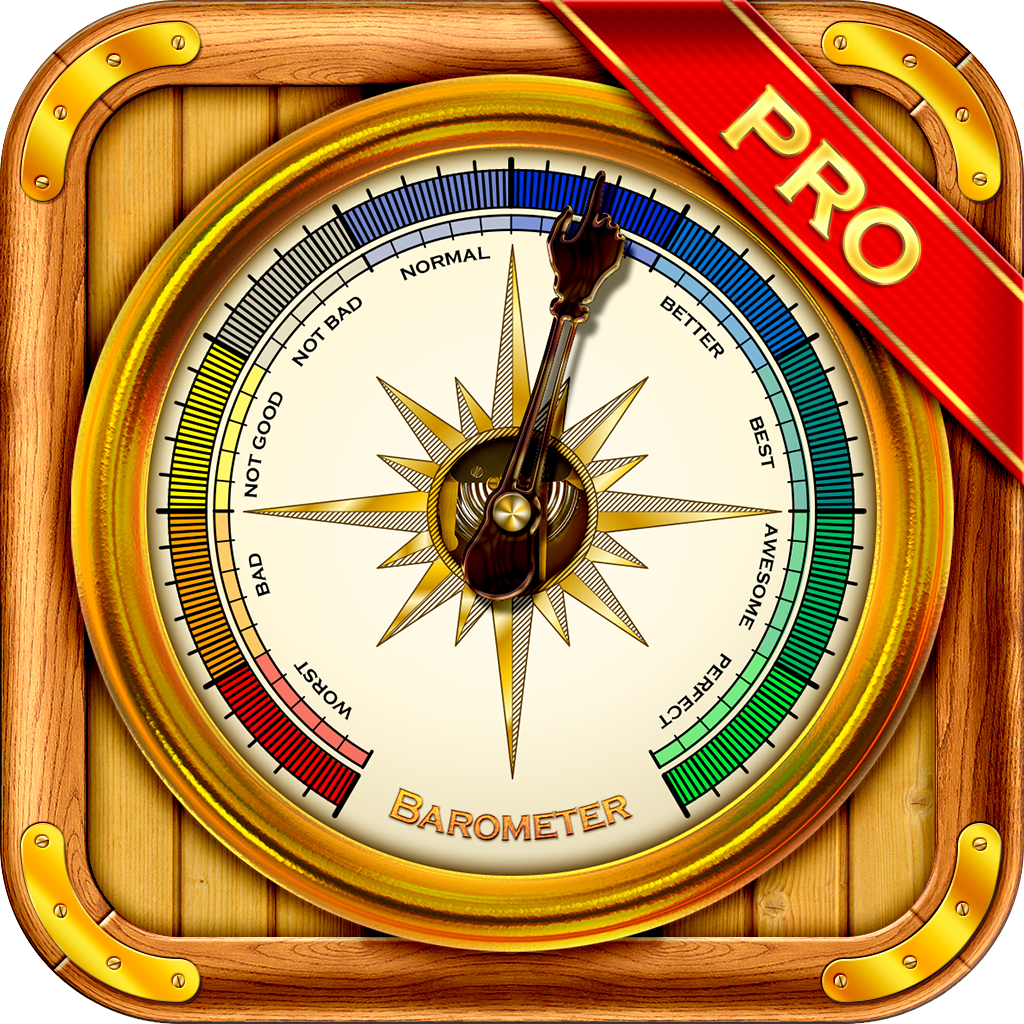 PRO
NORMAL
NOT BAD
BETTER
NOT GOOD
BEST
BAD
AWESOME
WORST
PERFECT
BAROMETER